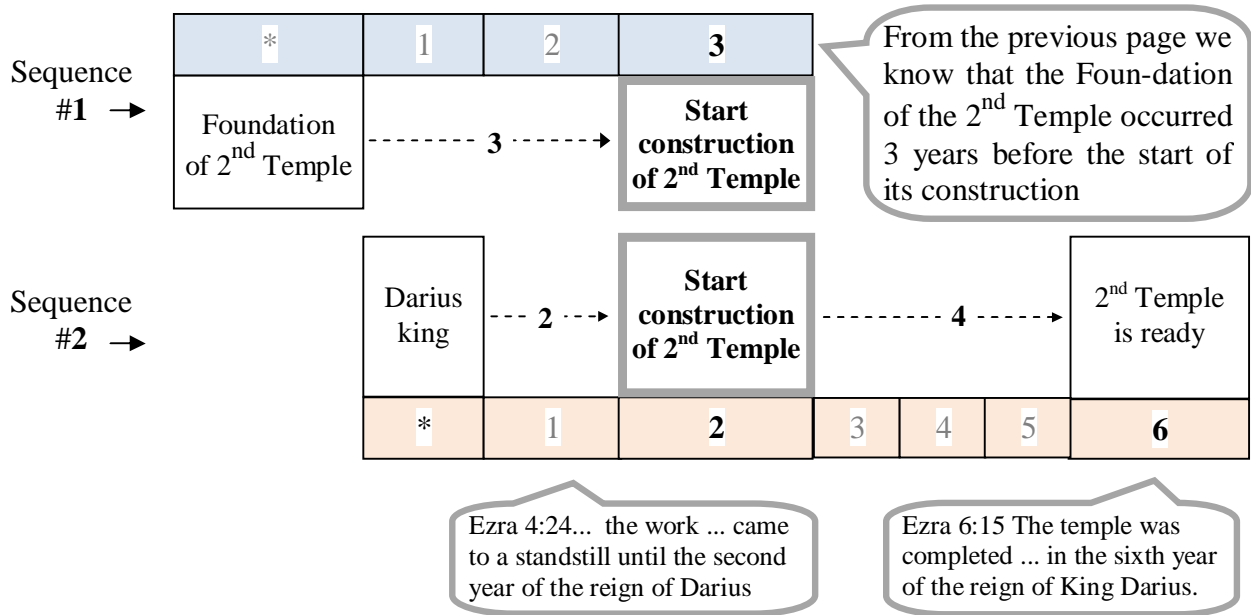 * 1 2 3
Sequence
#1
Foundation
of 2nd Temple
3
Start
construction
of 2nd Temple
From the previous page we
know that the Foun-dation
of the 2nd Temple occurred
3 years before the start of
its construction
Sequence
#2
Darius
king
2
Start
construction
of 2nd Temple
4
2nd Temple
is ready
* 1 2 3 4 5 6
Ezra 4:24... the work ... came
to a standstill until the second
year of the reign of Darius
Ezra 6:15 The temple was
completed ... in the sixth year
of the reign of King Darius.